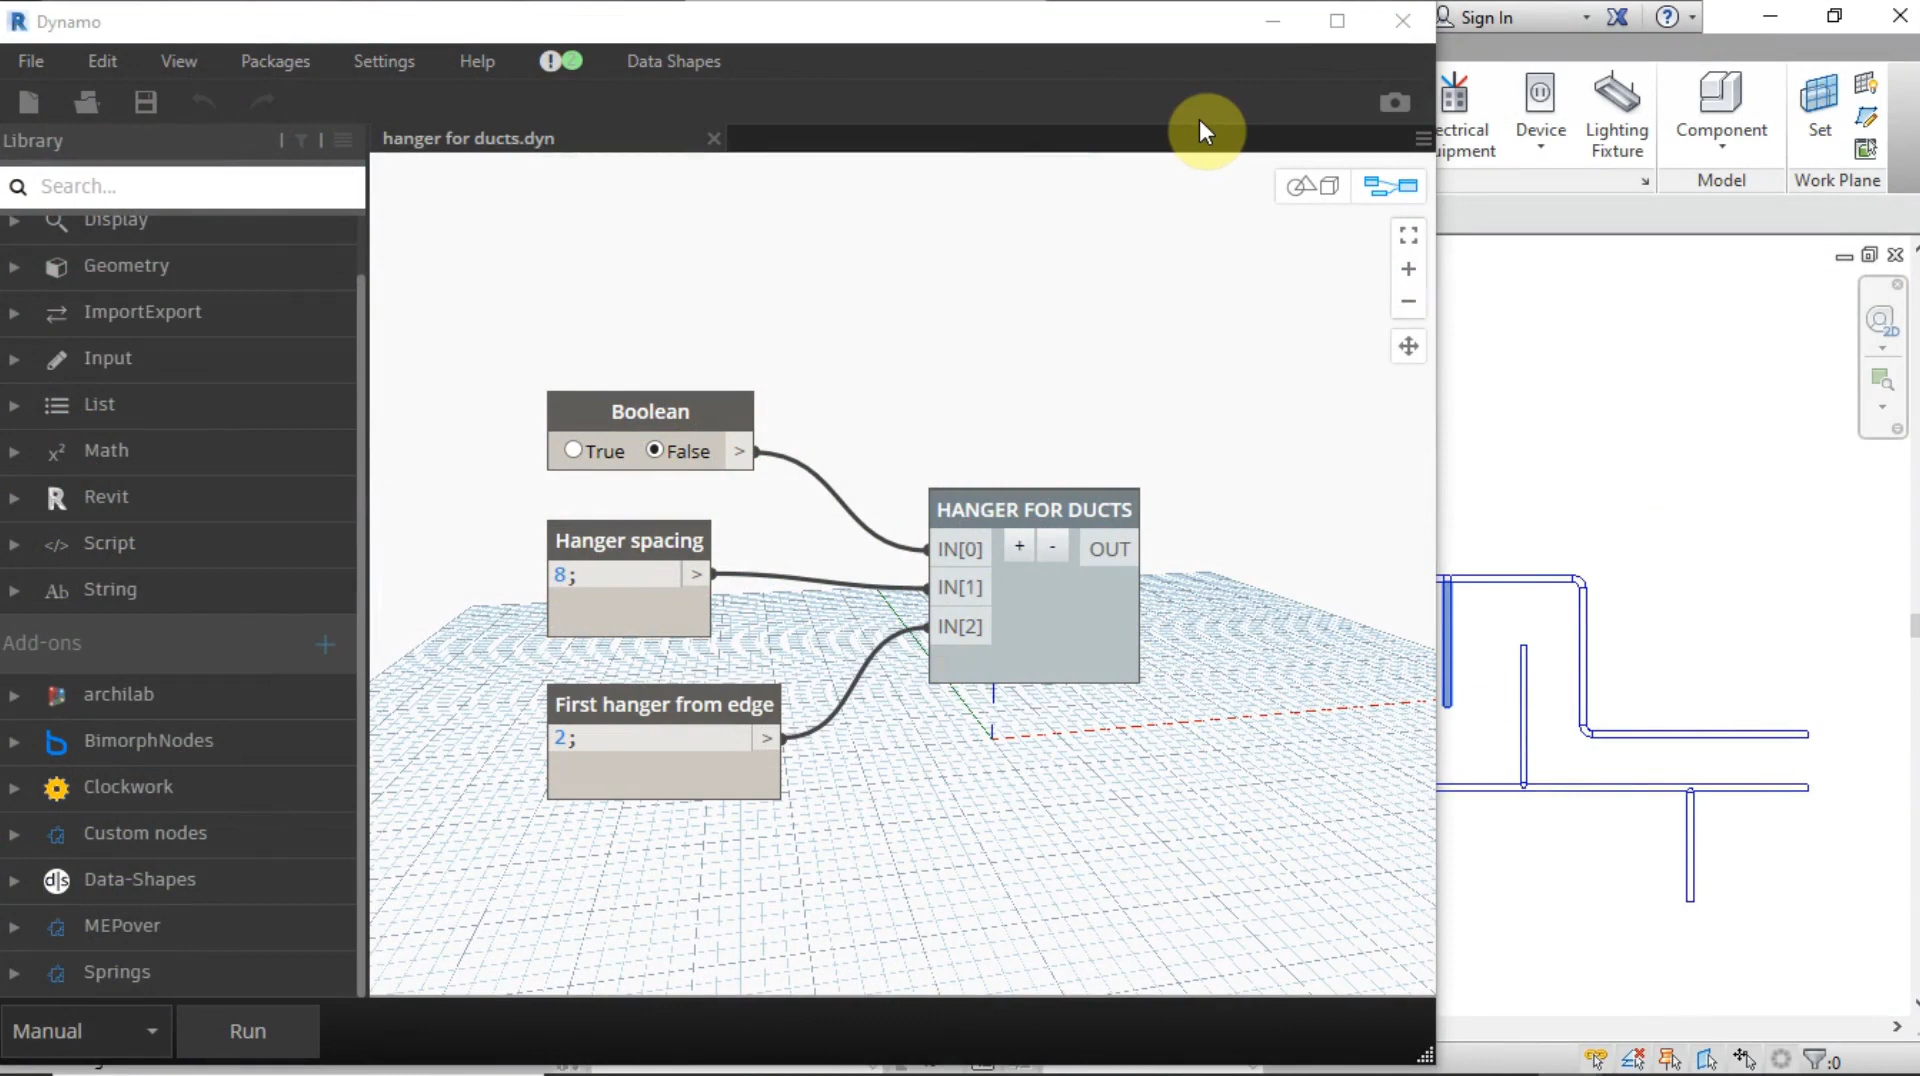 Dynamo
Sign In
File Edit View Packages Settings Help Data Shapes
Library
hanger for ducts.dyn
Search...
Display
Geometry
ImportExport
Input
List
Math
Revit
Script
String
Add-ons
archilab
BimorphNodes
Clockwork
Custom nodes
Data-Shapes
MEPover
Springs
Manual
Run
Boolean
True False >
Hanger spacing
8; >
First hanger from edge
2; >
HANGER FOR DUCTS
IN[0] + - OUT
IN[1]
IN[2]
Device
Lighting
Fixture
Component
Set
Model
Work Plane
2D
:0